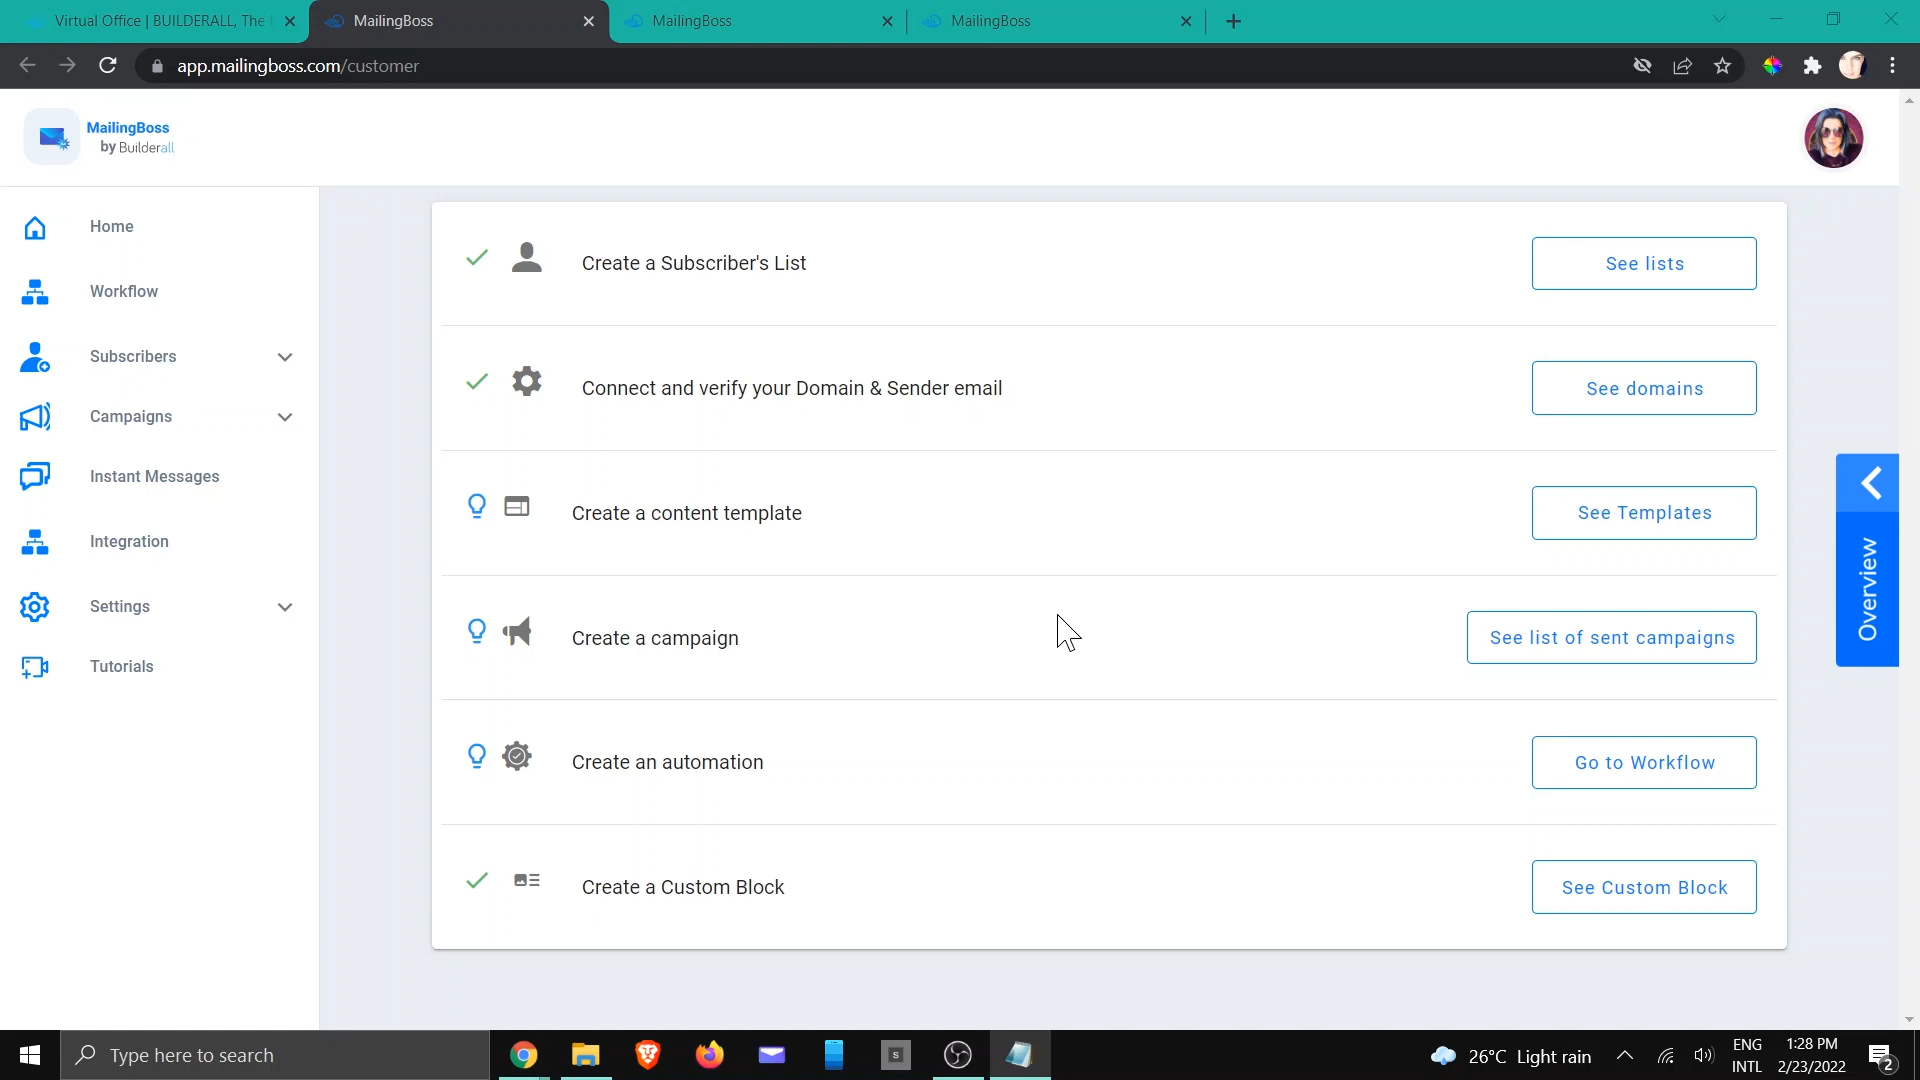 Virtual Office | BUILDERALL, The
MailingBoss
MailingBoss
MailingBoss
app.mailingboss.com/customer
MailingBoss
by Builderall
Home
Workflow
Subscribers
Campaigns
Instant Messages
Integration
Settings
Tutorials
Create a Subscriber's List
See lists
Connect and verify your Domain & Sender email
See domains
Create a content template
See Templates
Create a campaign
See list of sent campaigns
Create an automation
Go to Workflow
Create a Custom Block
See Custom Block
Overview
Type here to search
S
26°C Light rain
ENG
INTL
1:28 PM
2/23/2022
2